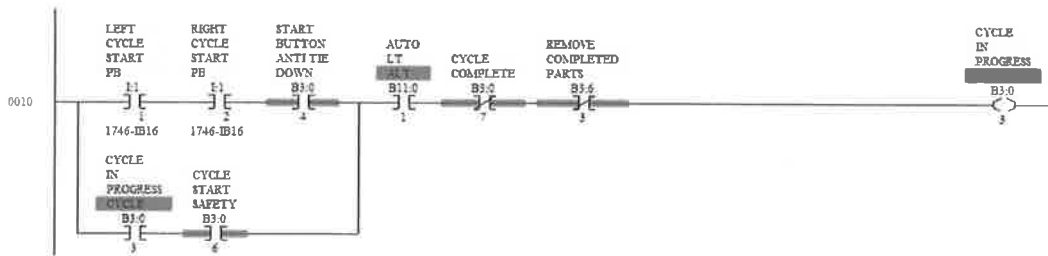 LEFT CYCLE START PB
RIGHT CYCLE START PB
START BUTTON ANTI TIE DOWN
AUTO LT ALT
CYCLE COMPLETE
REMOVE COMPLETED PARTS
CYCLE IN PROGRESS
0010
I:1
I:1
B3:0
B11:0
B3:0
B3:6
B3:0
1
2
4
1
7
3
3
1746-IB16
1746-IB16
CYCLE IN PROGRESS CYCLE
CYCLE START SAFETY
B3:0
B3:0
3
6